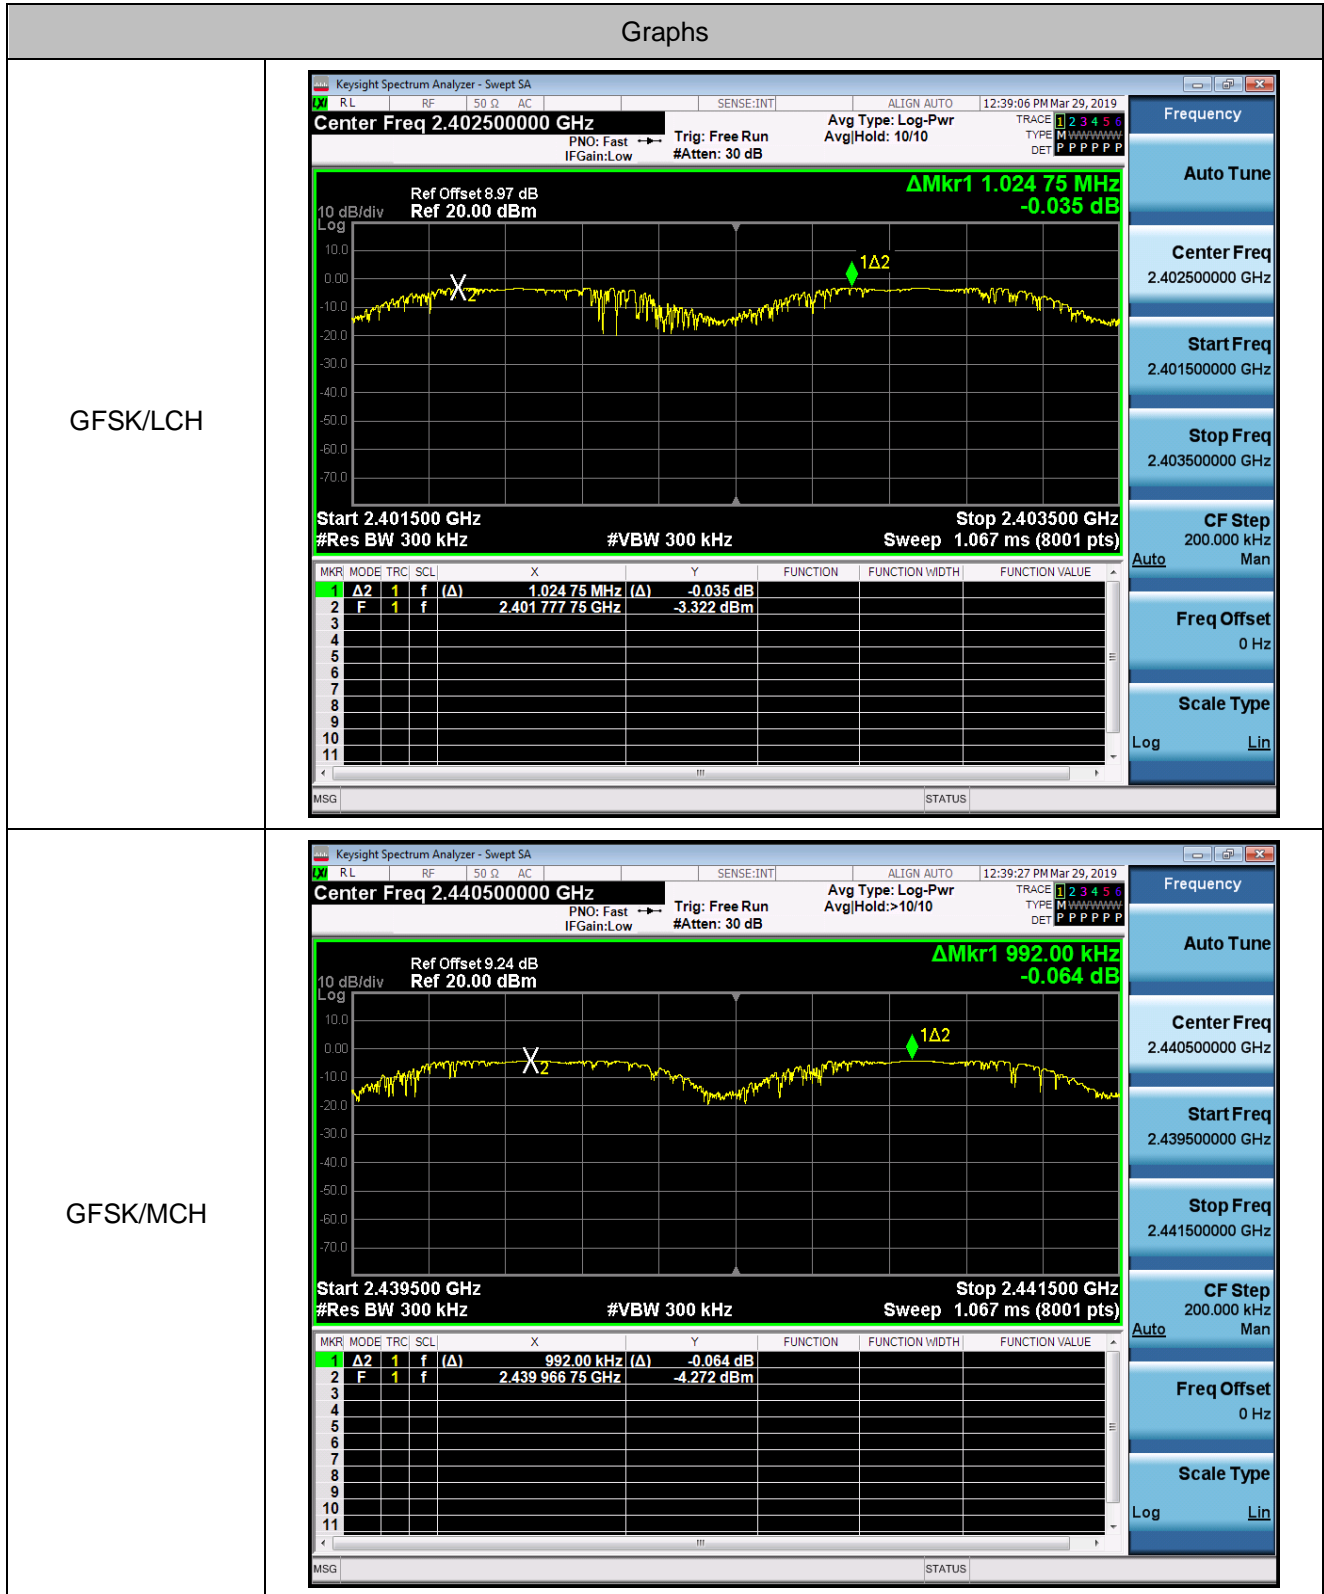 Graphs
GFSK/LCH
Keysight Spectrum Analyzer - Swept SA
LXI RL RF 50 Ω AC SENSE:INT ALIGN AUTO 12:39:06 PM Mar 29, 2019
Center Freq 2.402500000 GHz
PNO: Fast
IFGain:Low
Trig: Free Run
#Atten: 30 dB
Avg Type: Log-Pwr
Avg|Hold: 10/10
TRACE 1 2 3 4 5 6
TYPE M W W W W W
DET P P P P P P
ΔMkr1 1.024 75 MHz
-0.035 dB
Ref Offset 8.97 dB
10 dB/div Ref 20.00 dBm
Log
10.0
0.00
-10.0
-20.0
-30.0
-40.0
-50.0
-60.0
-70.0
1Δ2
X2
Start 2.401500 GHz Stop 2.403500 GHz
#Res BW 300 kHz #VBW 300 kHz Sweep 1.067 ms (8001 pts)
MKR MODE TRC SCL X Y FUNCTION FUNCTION WIDTH FUNCTION VALUE
1 Δ2 1 f (Δ) 1.024 75 MHz (Δ) -0.035 dB
2 F 1 f 2.401 777 75 GHz -3.322 dBm
3
4
5
6
7
8
9
10
11
MSG STATUS
Frequency
Auto Tune
Center Freq
2.402500000 GHz
Start Freq
2.401500000 GHz
Stop Freq
2.403500000 GHz
CF Step
200.000 kHz
Auto Man
Freq Offset
0 Hz
Scale Type
Log Lin
GFSK/MCH
Keysight Spectrum Analyzer - Swept SA
LXI RL RF 50 Ω AC SENSE:INT ALIGN AUTO 12:39:27 PM Mar 29, 2019
Center Freq 2.440500000 GHz
PNO: Fast
IFGain:Low
Trig: Free Run
#Atten: 30 dB
Avg Type: Log-Pwr
Avg|Hold:>10/10
TRACE 1 2 3 4 5 6
TYPE M W W W W W
DET P P P P P P
ΔMkr1 992.00 kHz
-0.064 dB
Ref Offset 9.24 dB
10 dB/div Ref 20.00 dBm
Log
10.0
0.00
-10.0
-20.0
-30.0
-40.0
-50.0
-60.0
-70.0
1Δ2
X2
Start 2.439500 GHz Stop 2.441500 GHz
#Res BW 300 kHz #VBW 300 kHz Sweep 1.067 ms (8001 pts)
MKR MODE TRC SCL X Y FUNCTION FUNCTION WIDTH FUNCTION VALUE
1 Δ2 1 f (Δ) 992.00 kHz (Δ) -0.064 dB
2 F 1 f 2.439 966 75 GHz -4.272 dBm
3
4
5
6
7
8
9
10
11
MSG STATUS
Frequency
Auto Tune
Center Freq
2.440500000 GHz
Start Freq
2.439500000 GHz
Stop Freq
2.441500000 GHz
CF Step
200.000 kHz
Auto Man
Freq Offset
0 Hz
Scale Type
Log Lin